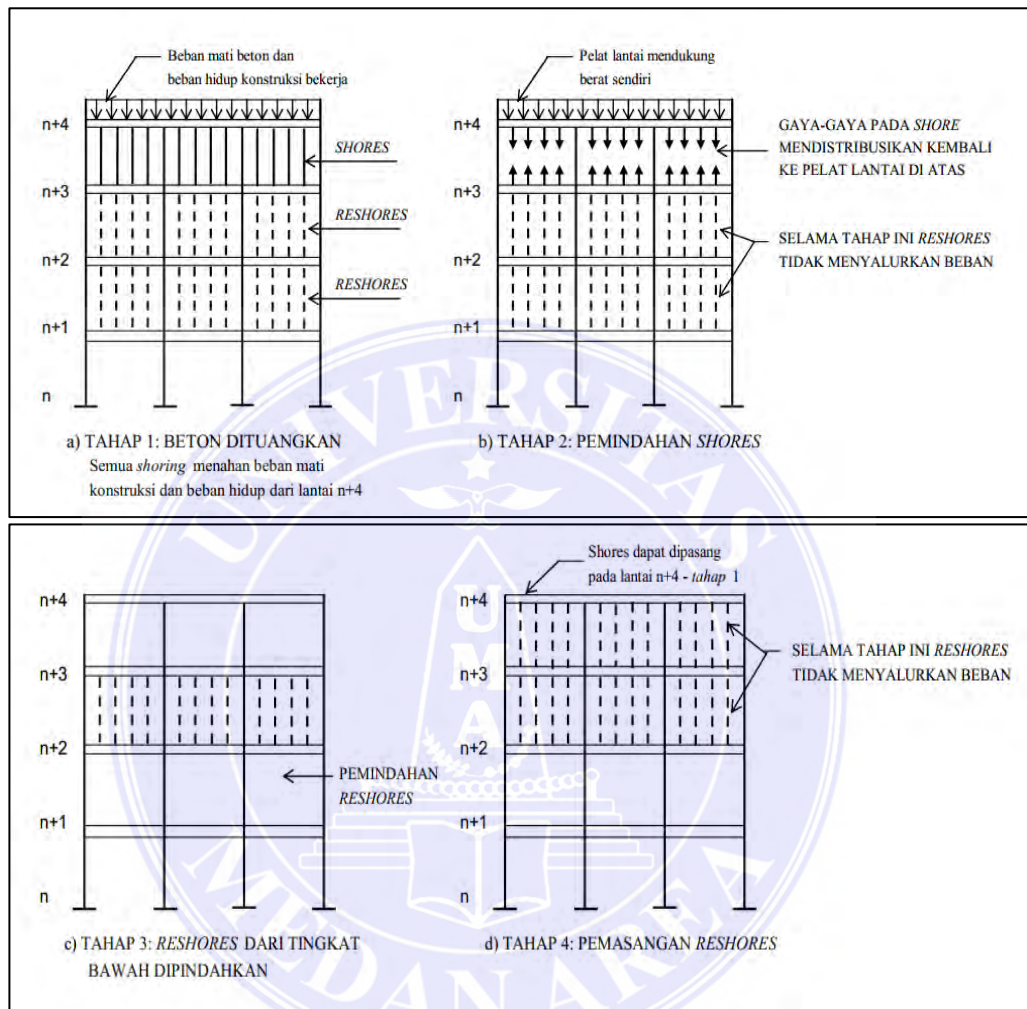 Beban mati beton dan
beban hidup konstruksi bekerja
n+4
SHORES
n+3
RESHORES
n+2
RESHORES
n+1
n
a) TAHAP 1: BETON DITUANGKAN
Semua shoring menahan beban mati
konstruksi dan beban hidup dari lantai n+4
Pelat lantai mendukung
berat sendiri
n+4
GAYA-GAYA PADA SHORE
MENDISTRIBUSIKAN KEMBALI
KE PELAT LANTAI DI ATAS
n+3
SELAMA TAHAP INI RESHORES
TIDAK MENYALURKAN BEBAN
n+2
n+1
n
b) TAHAP 2: PEMINDAHAN SHORES
n+4
n+3
n+2
PEMINDAHAN
RESHORES
n+1
n
c) TAHAP 3: RESHORES DARI TINGKAT
BAWAH DIPINDAHKAN
Shores dapat dipasang
pada lantai n+4 - tahap 1
n+4
SELAMA TAHAP INI RESHORES
TIDAK MENYALURKAN BEBAN
n+3
n+2
n+1
n
d) TAHAP 4: PEMASANGAN RESHORES
UNIVERSITAS
UMA
MEDAN AREA